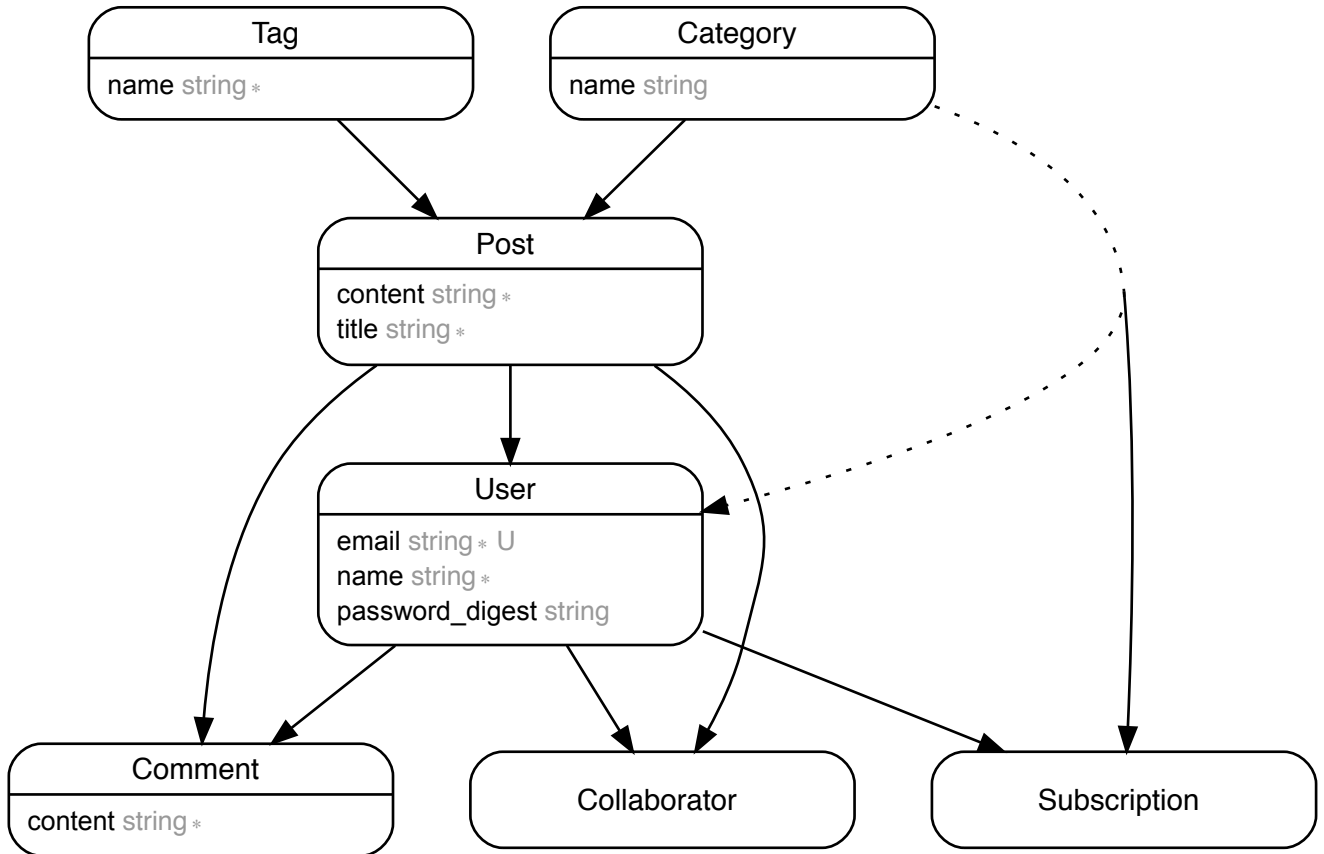 Tag
name string *
Category
name string
Post
content string *
title string *
User
email string * U
name string *
password_digest string
Comment
content string *
Collaborator
Subscription